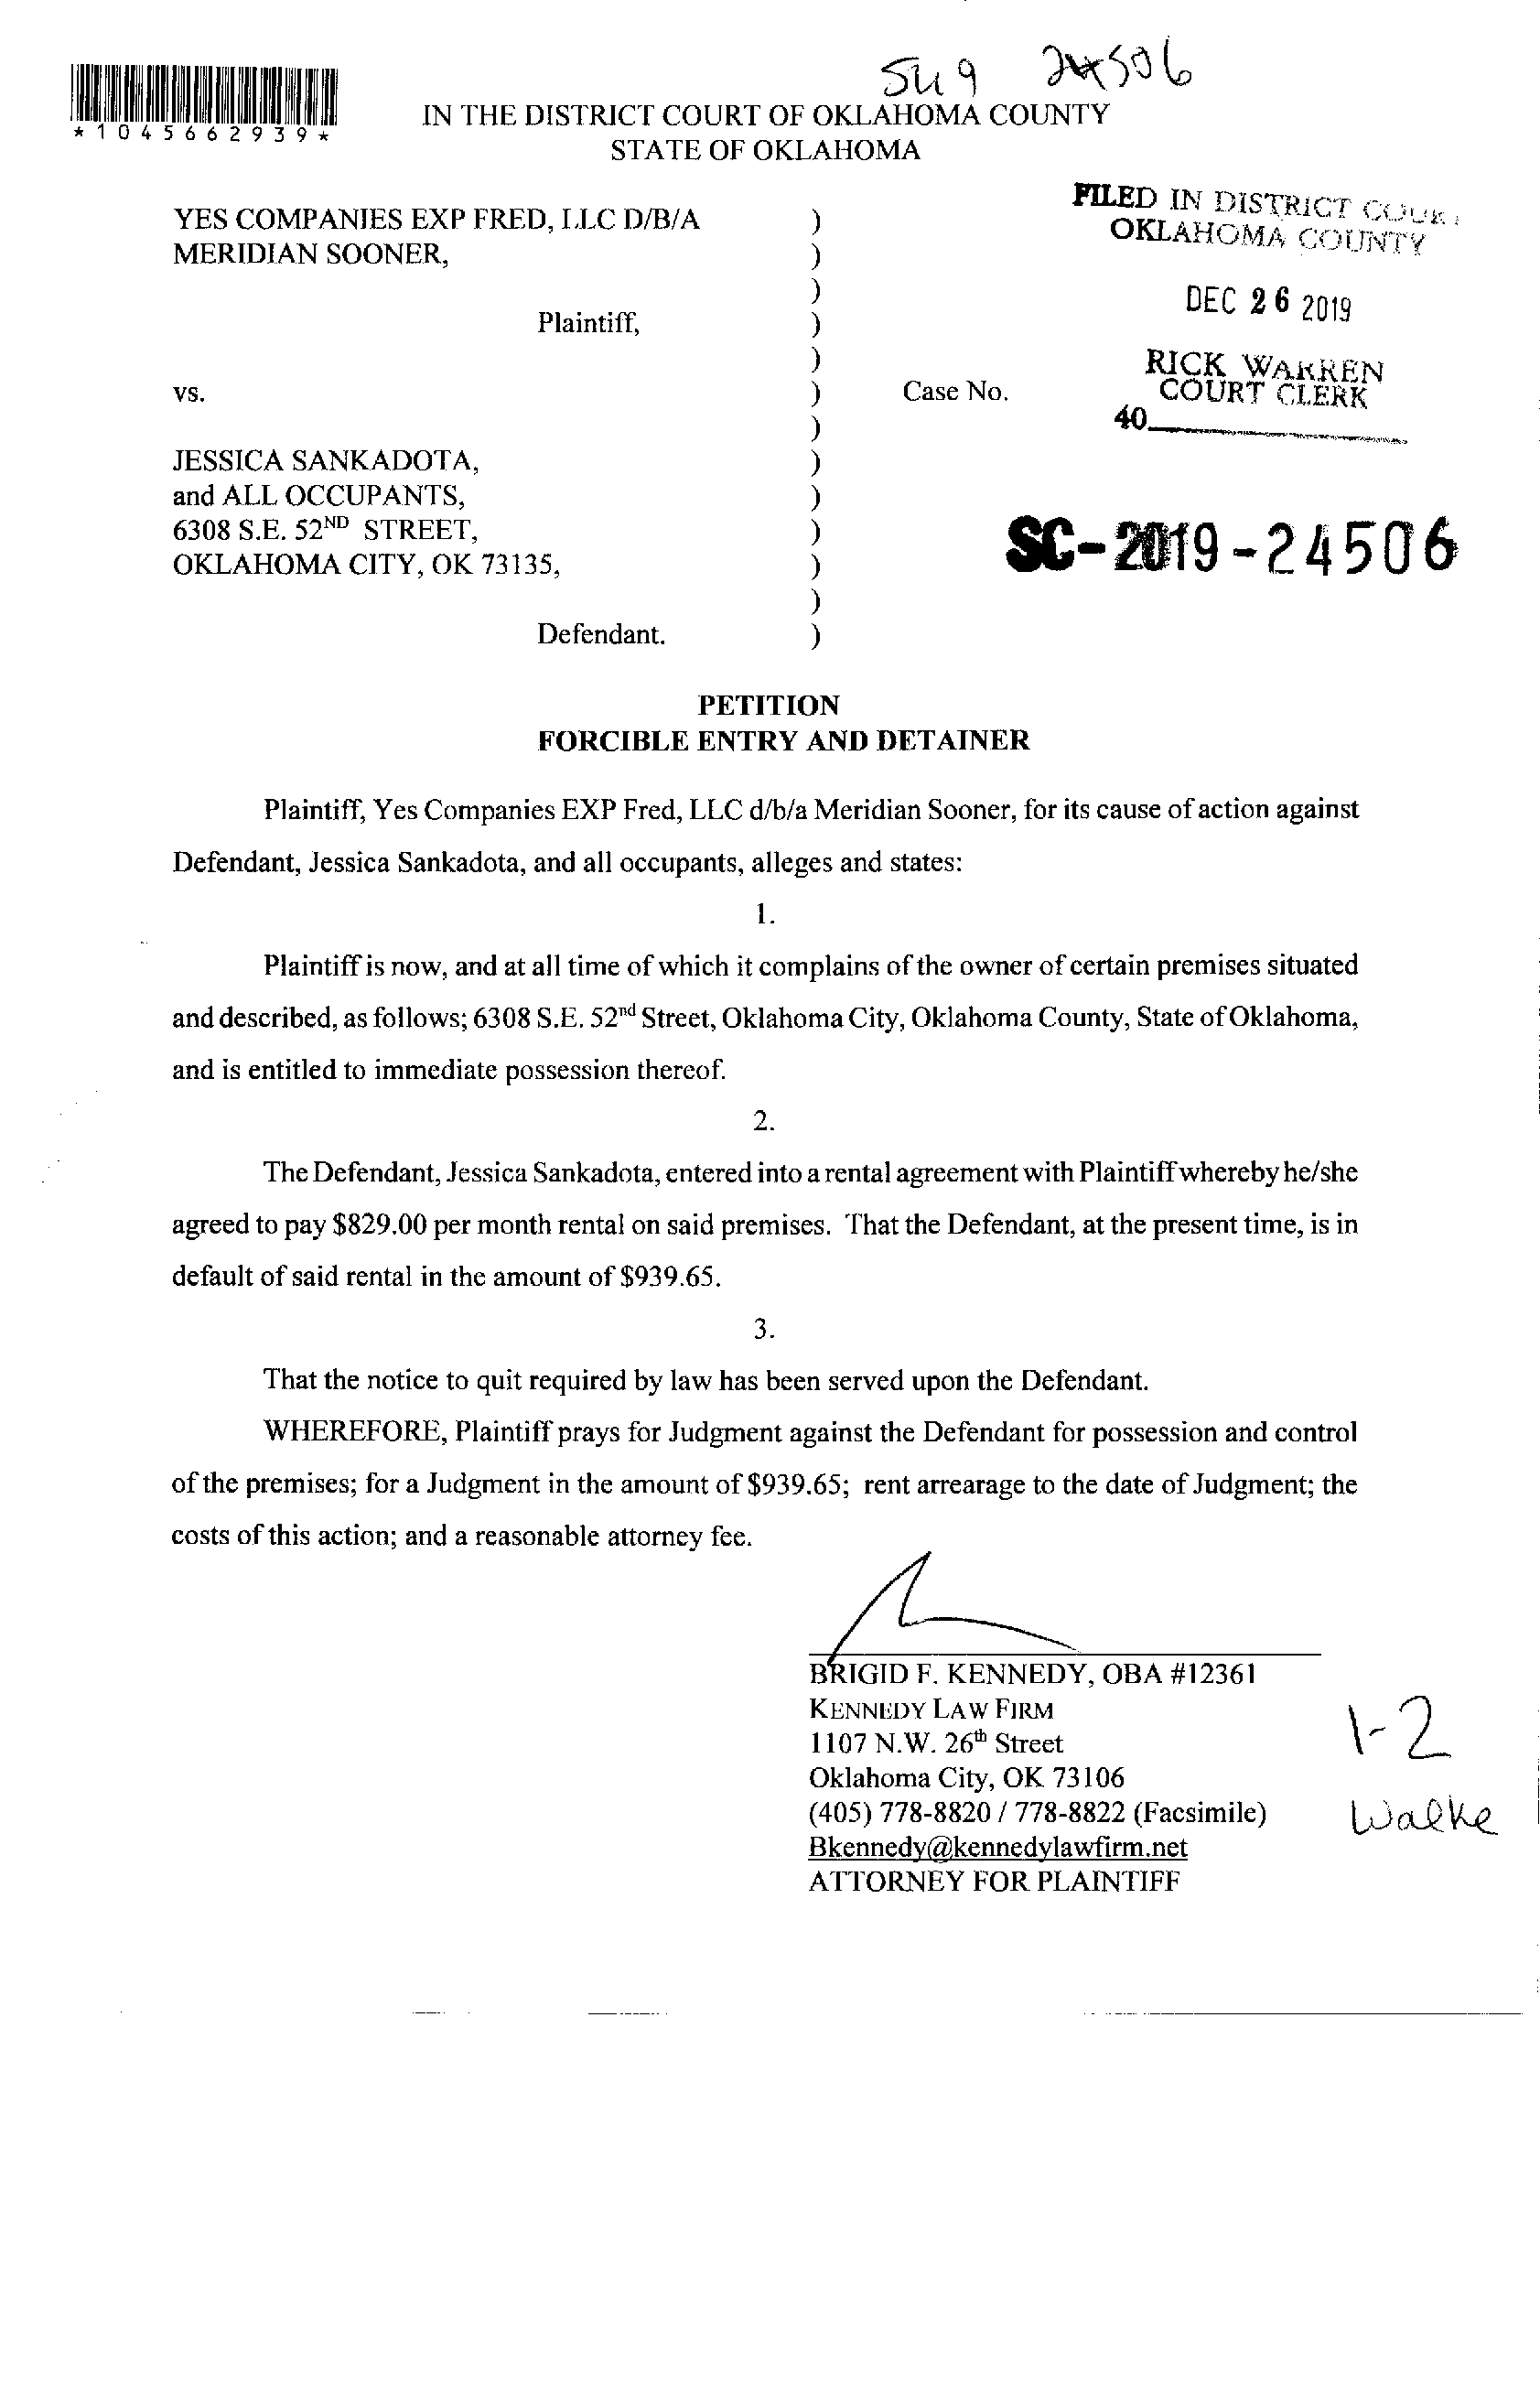 SU 9 24506
*1045662939*
IN THE DISTRICT COURT OF OKLAHOMA COUNTY
STATE OF OKLAHOMA
FILED IN DISTRICT COURT
OKLAHOMA COUNTY
DEC 26 2019
RICK WARREN
COURT CLERK
40
YES COMPANIES EXP FRED, LLC D/B/A )
MERIDIAN SOONER, )
)
Plaintiff, )
)
vs. ) Case No.
)
JESSICA SANKADOTA, )
and ALL OCCUPANTS, )
6308 S.E. 52ND STREET, )
OKLAHOMA CITY, OK 73135, )
)
Defendant. )
SC-2019-24506
PETITION
FORCIBLE ENTRY AND DETAINER
Plaintiff, Yes Companies EXP Fred, LLC d/b/a Meridian Sooner, for its cause of action against
Defendant, Jessica Sankadota, and all occupants, alleges and states:
1.
Plaintiff is now, and at all time of which it complains of the owner of certain premises situated
and described, as follows; 6308 S.E. 52nd Street, Oklahoma City, Oklahoma County, State of Oklahoma,
and is entitled to immediate possession thereof.
2.
The Defendant, Jessica Sankadota, entered into a rental agreement with Plaintiff whereby he/she
agreed to pay $829.00 per month rental on said premises. That the Defendant, at the present time, is in
default of said rental in the amount of $939.65.
3.
That the notice to quit required by law has been served upon the Defendant.
WHEREFORE, Plaintiff prays for Judgment against the Defendant for possession and control
of the premises; for a Judgment in the amount of $939.65; rent arrearage to the date of Judgment; the
costs of this action; and a reasonable attorney fee.
BRIGID F. KENNEDY, OBA #12361
KENNEDY LAW FIRM
1107 N.W. 26th Street
Oklahoma City, OK 73106
(405) 778-8820 / 778-8822 (Facsimile)
Bkennedy@kennedylawfirm.net
ATTORNEY FOR PLAINTIFF
1-2
Walke